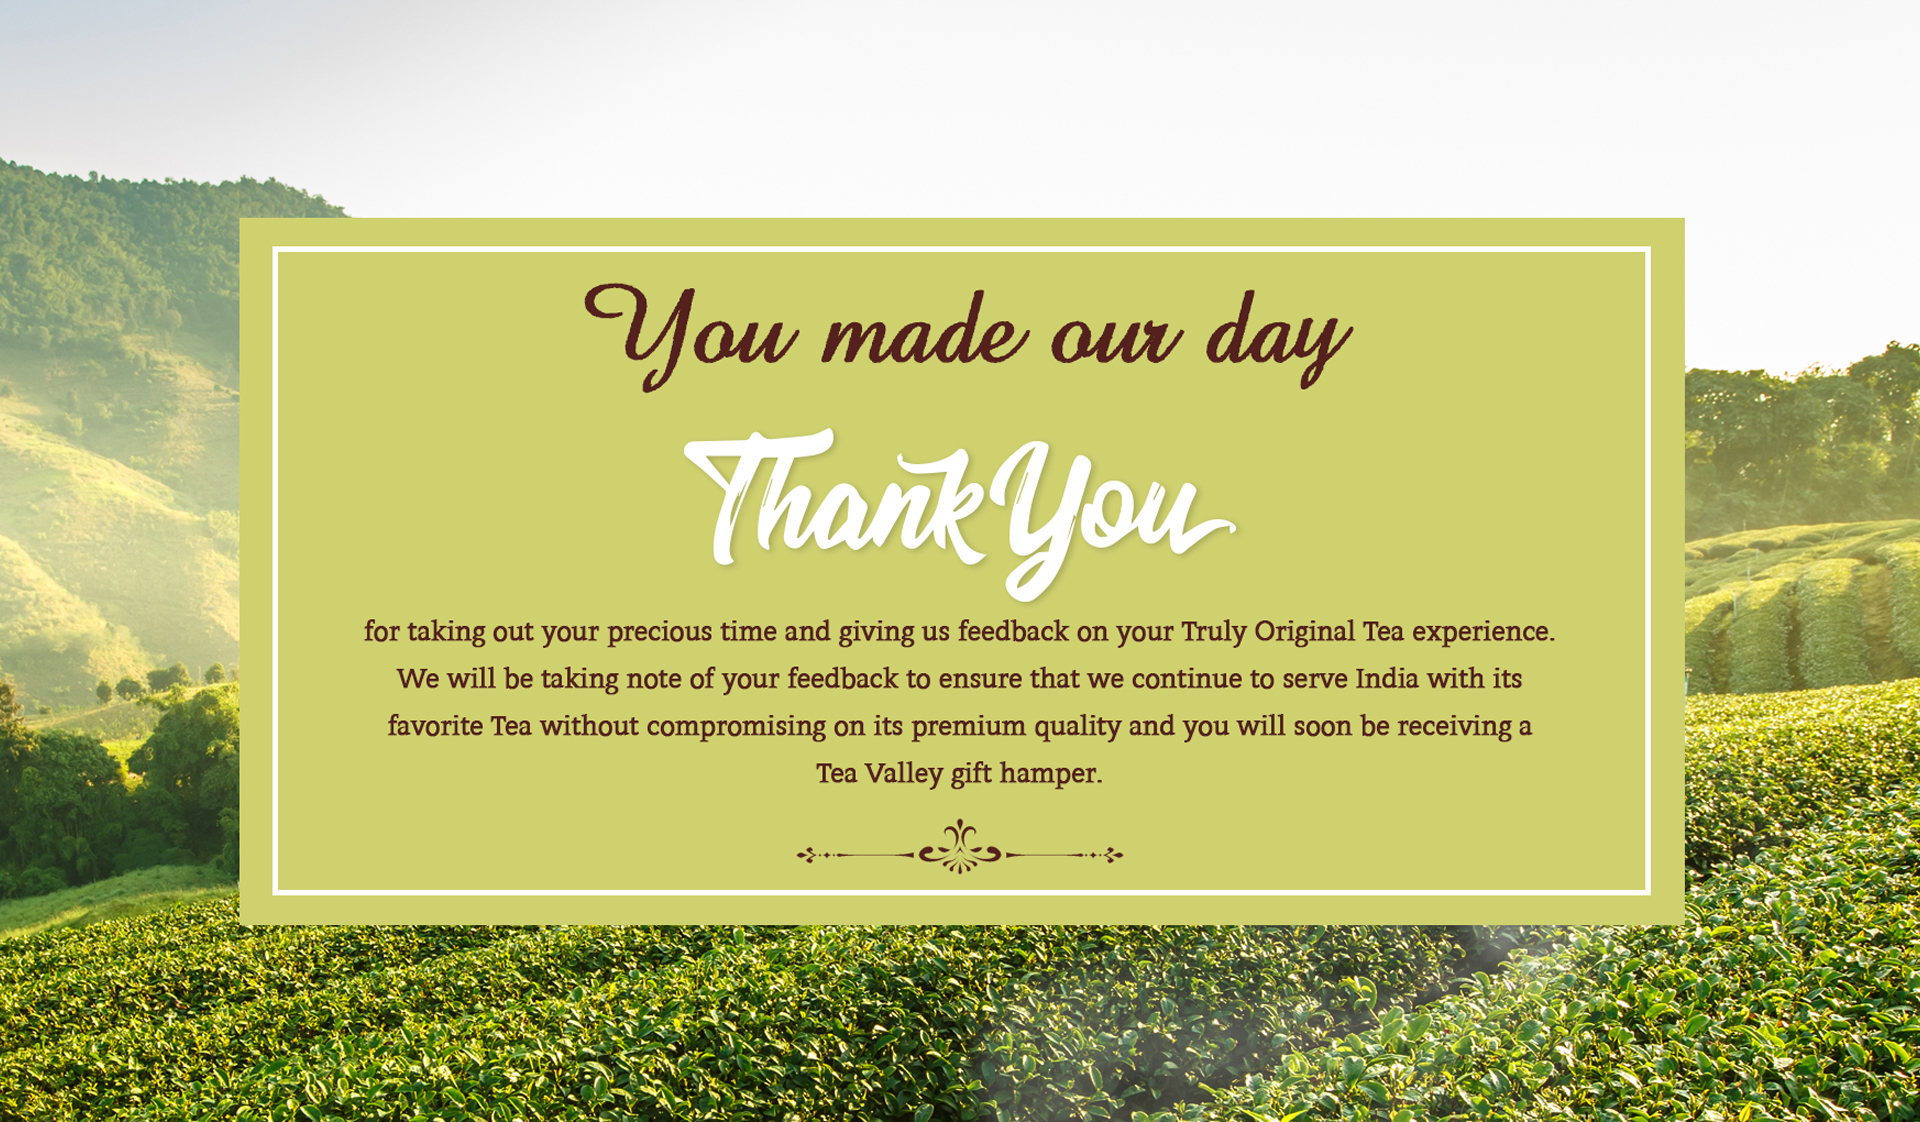 You made our day
Thank You
for taking out your precious time and giving us feedback on your Truly Original Tea experience.
We will be taking note of your feedback to ensure that we continue to serve India with its
favorite Tea without compromising on its premium quality and you will soon be receiving a
Tea Valley gift hamper.